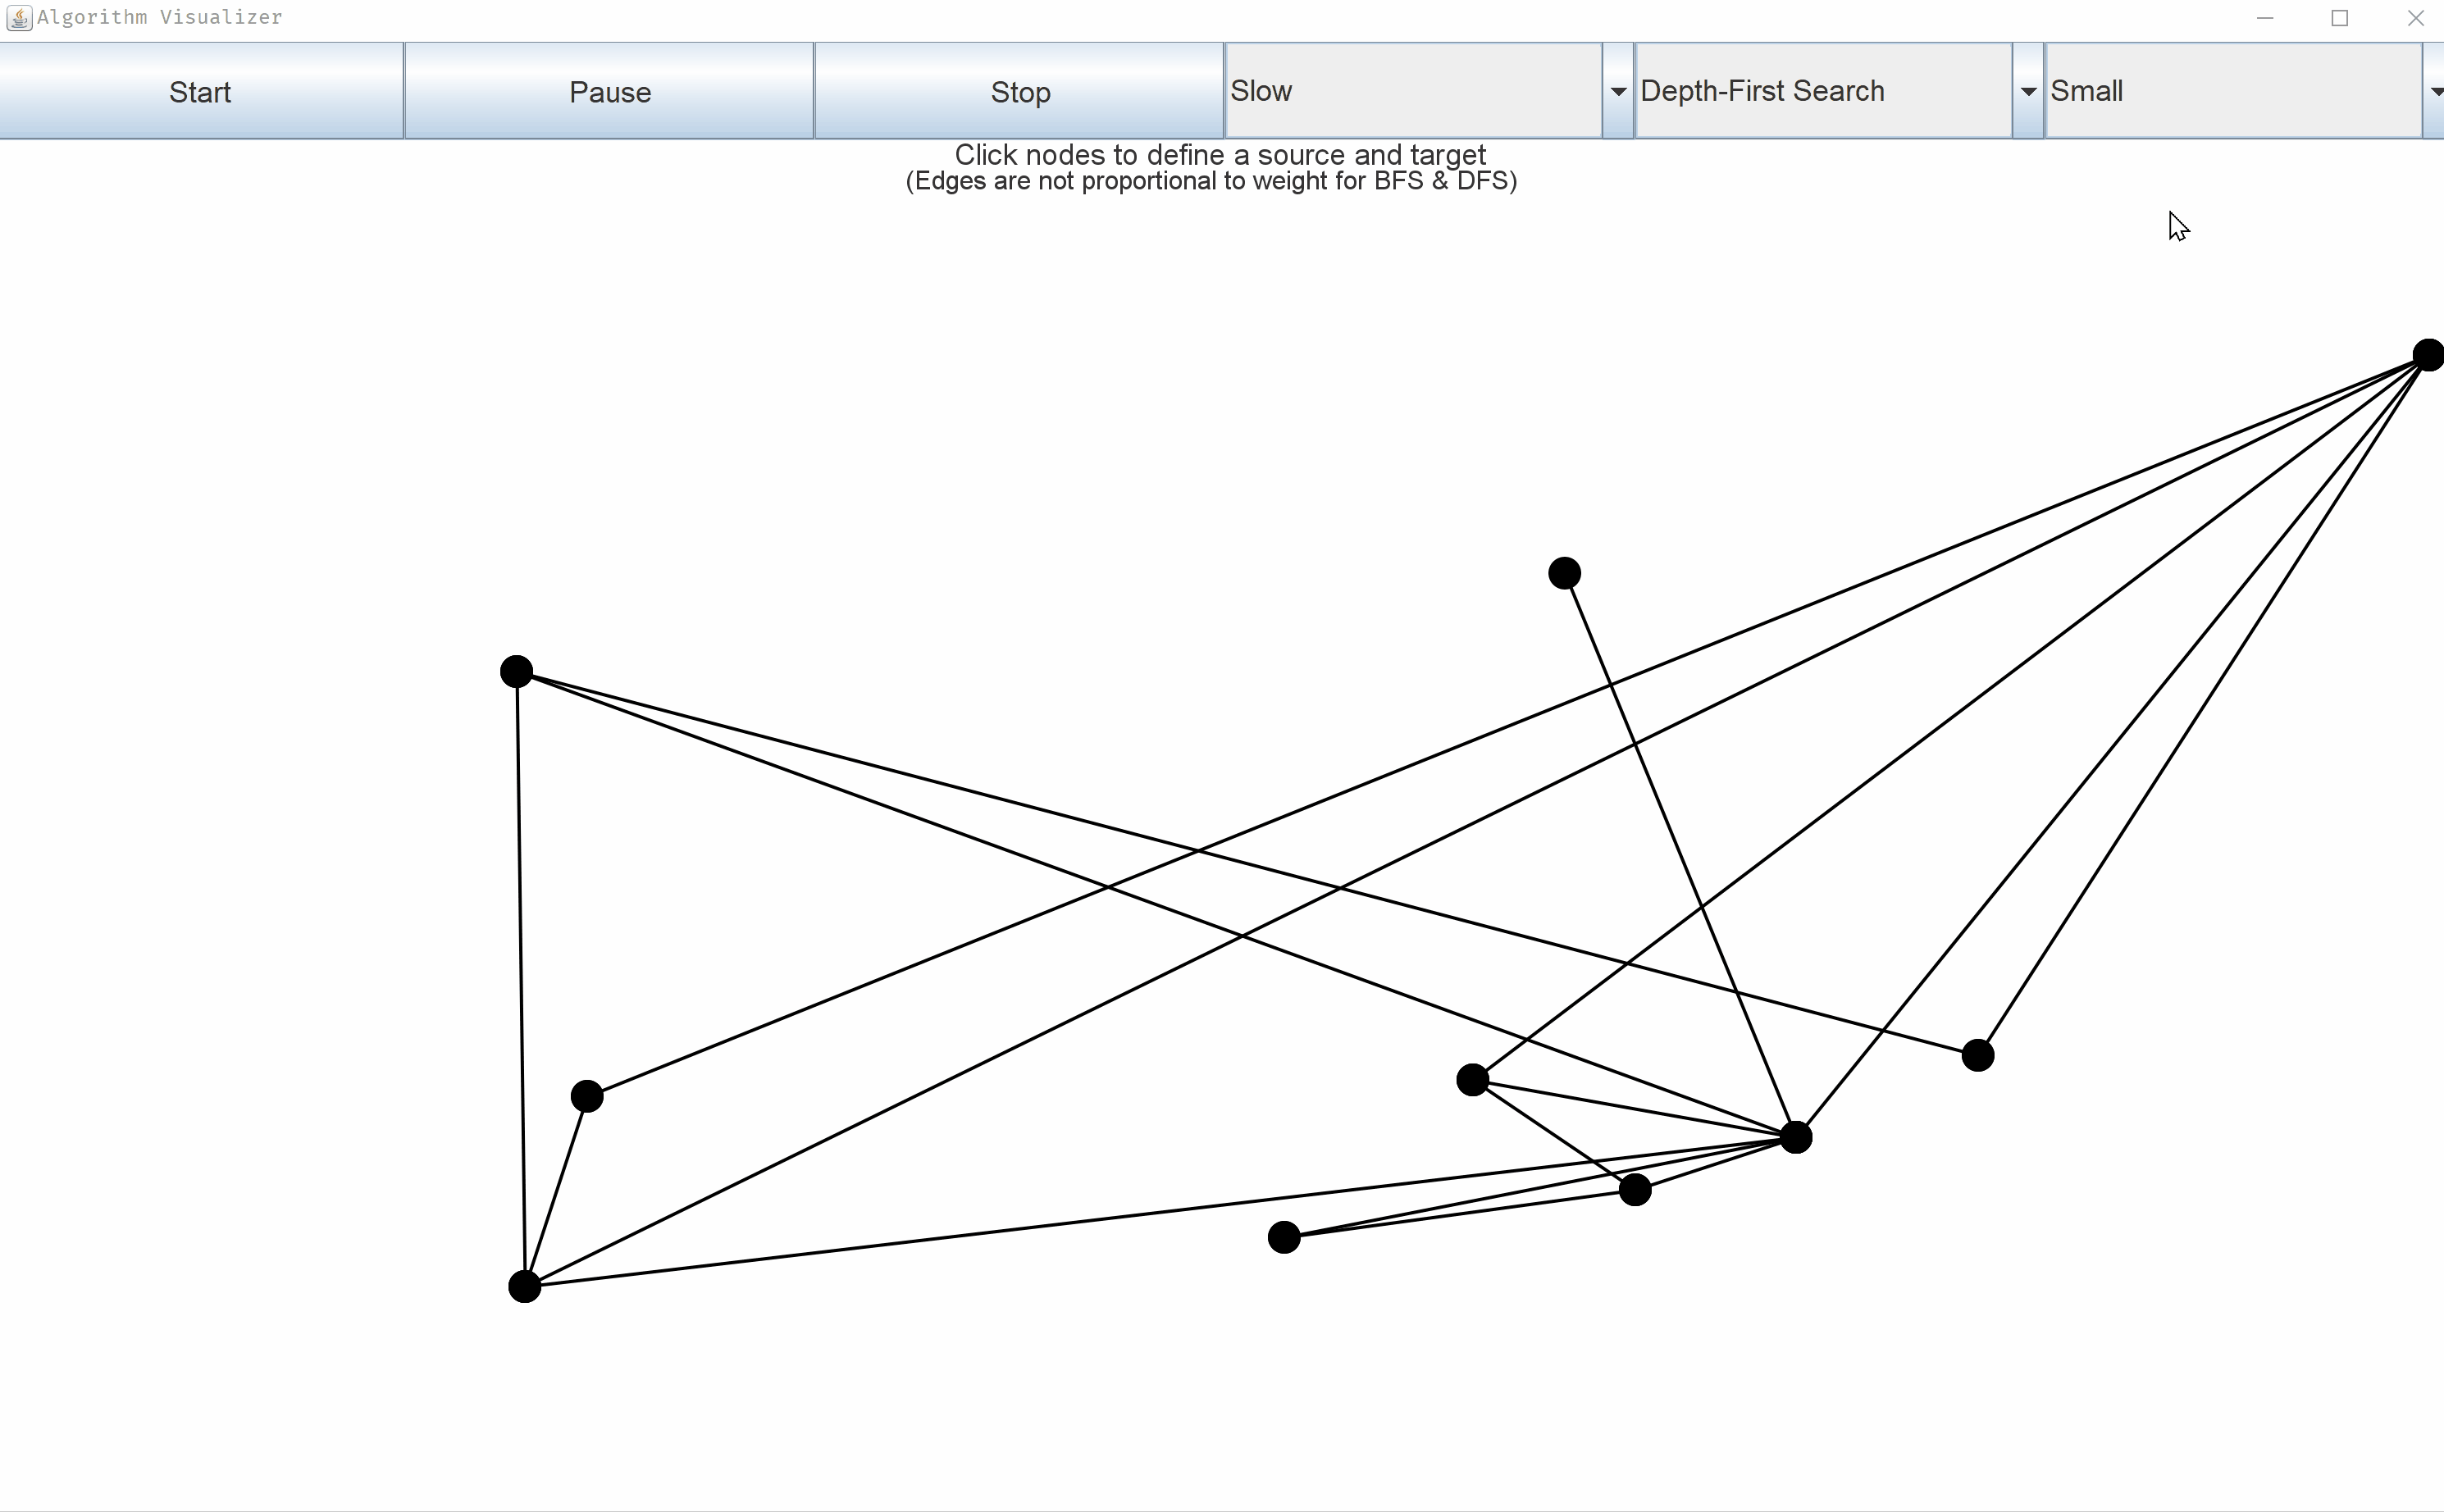 Algorithm Visualizer
Start Pause Stop Slow Depth-First Search Small
Click nodes to define a source and target
(Edges are not proportional to weight for BFS & DFS)